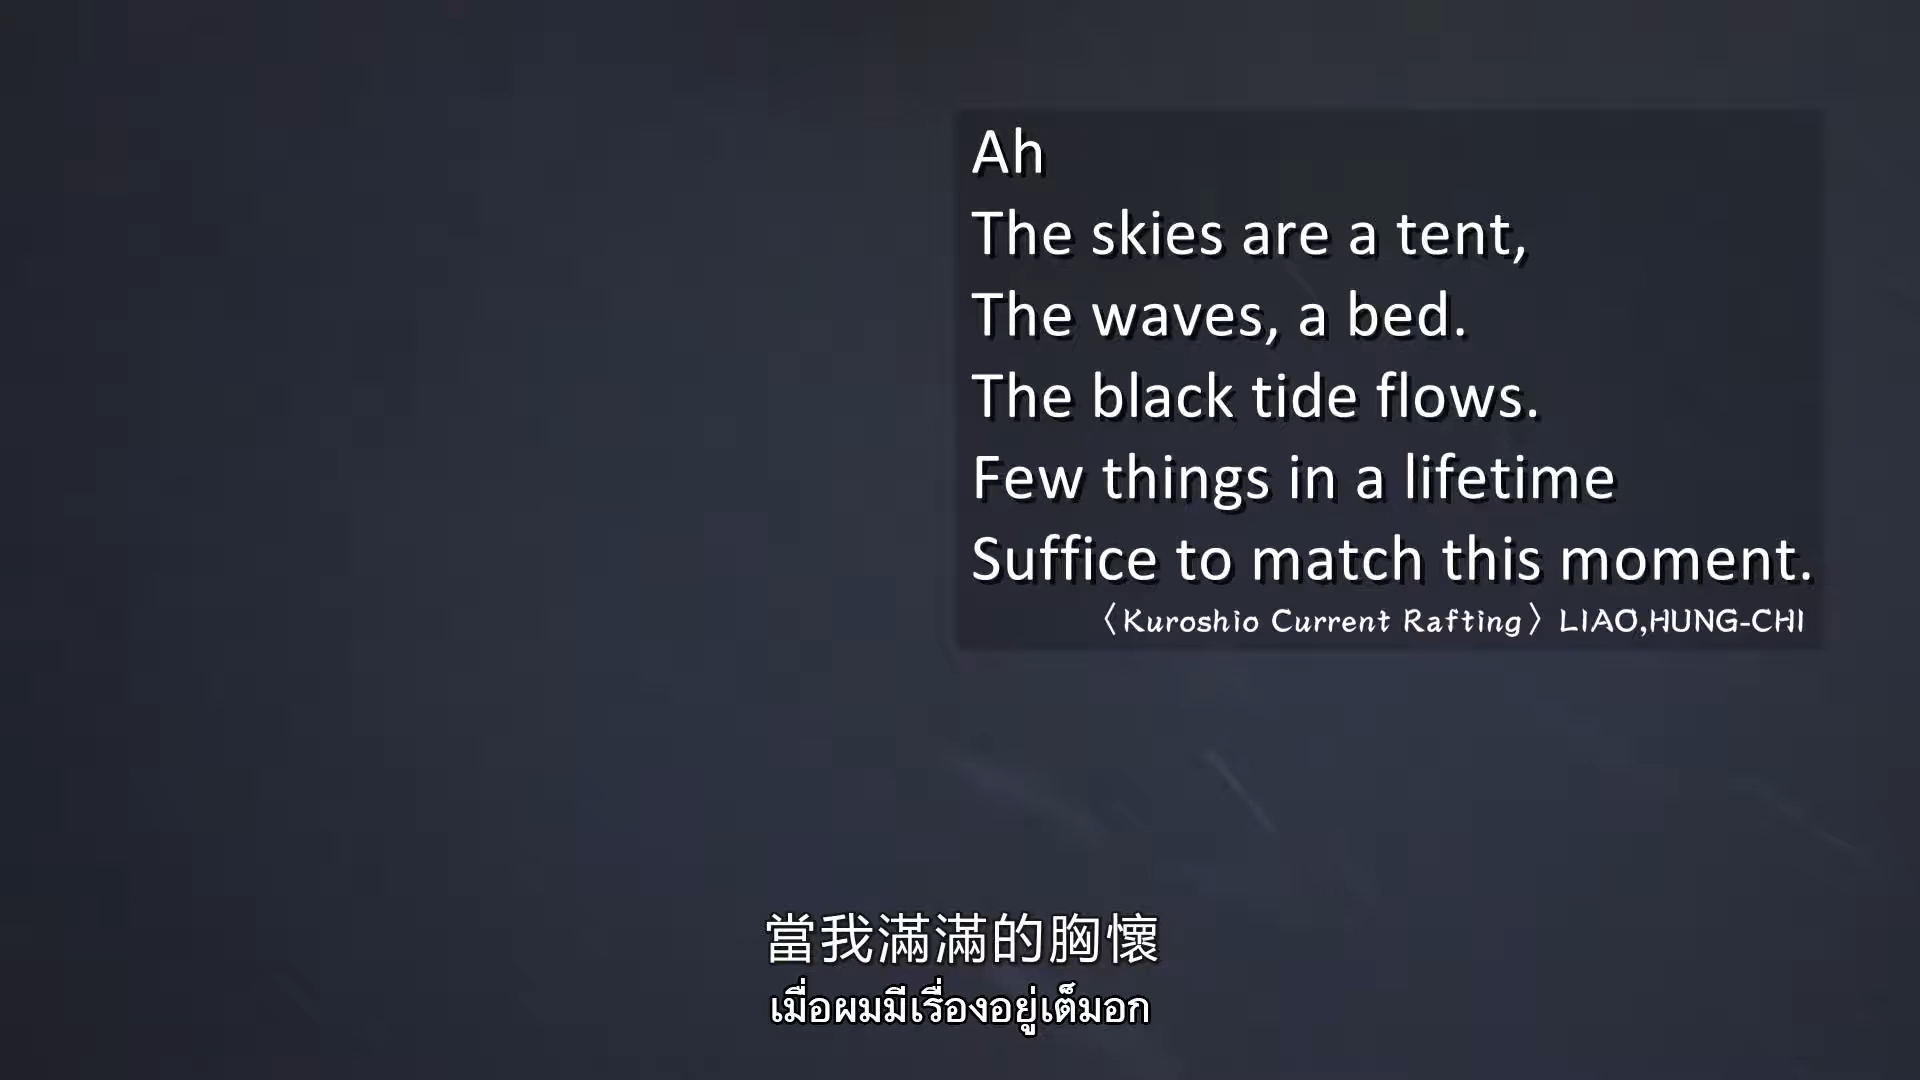 Ah
The skies are a tent,
The waves, a bed.
The black tide flows.
Few things in a lifetime
Suffice to match this moment.
〈Kuroshio Current Rafting〉LIAO,HUNG-CHI
當我滿滿的胸懷
เมื่อผมมีเรื่องอยู่เต็มอก